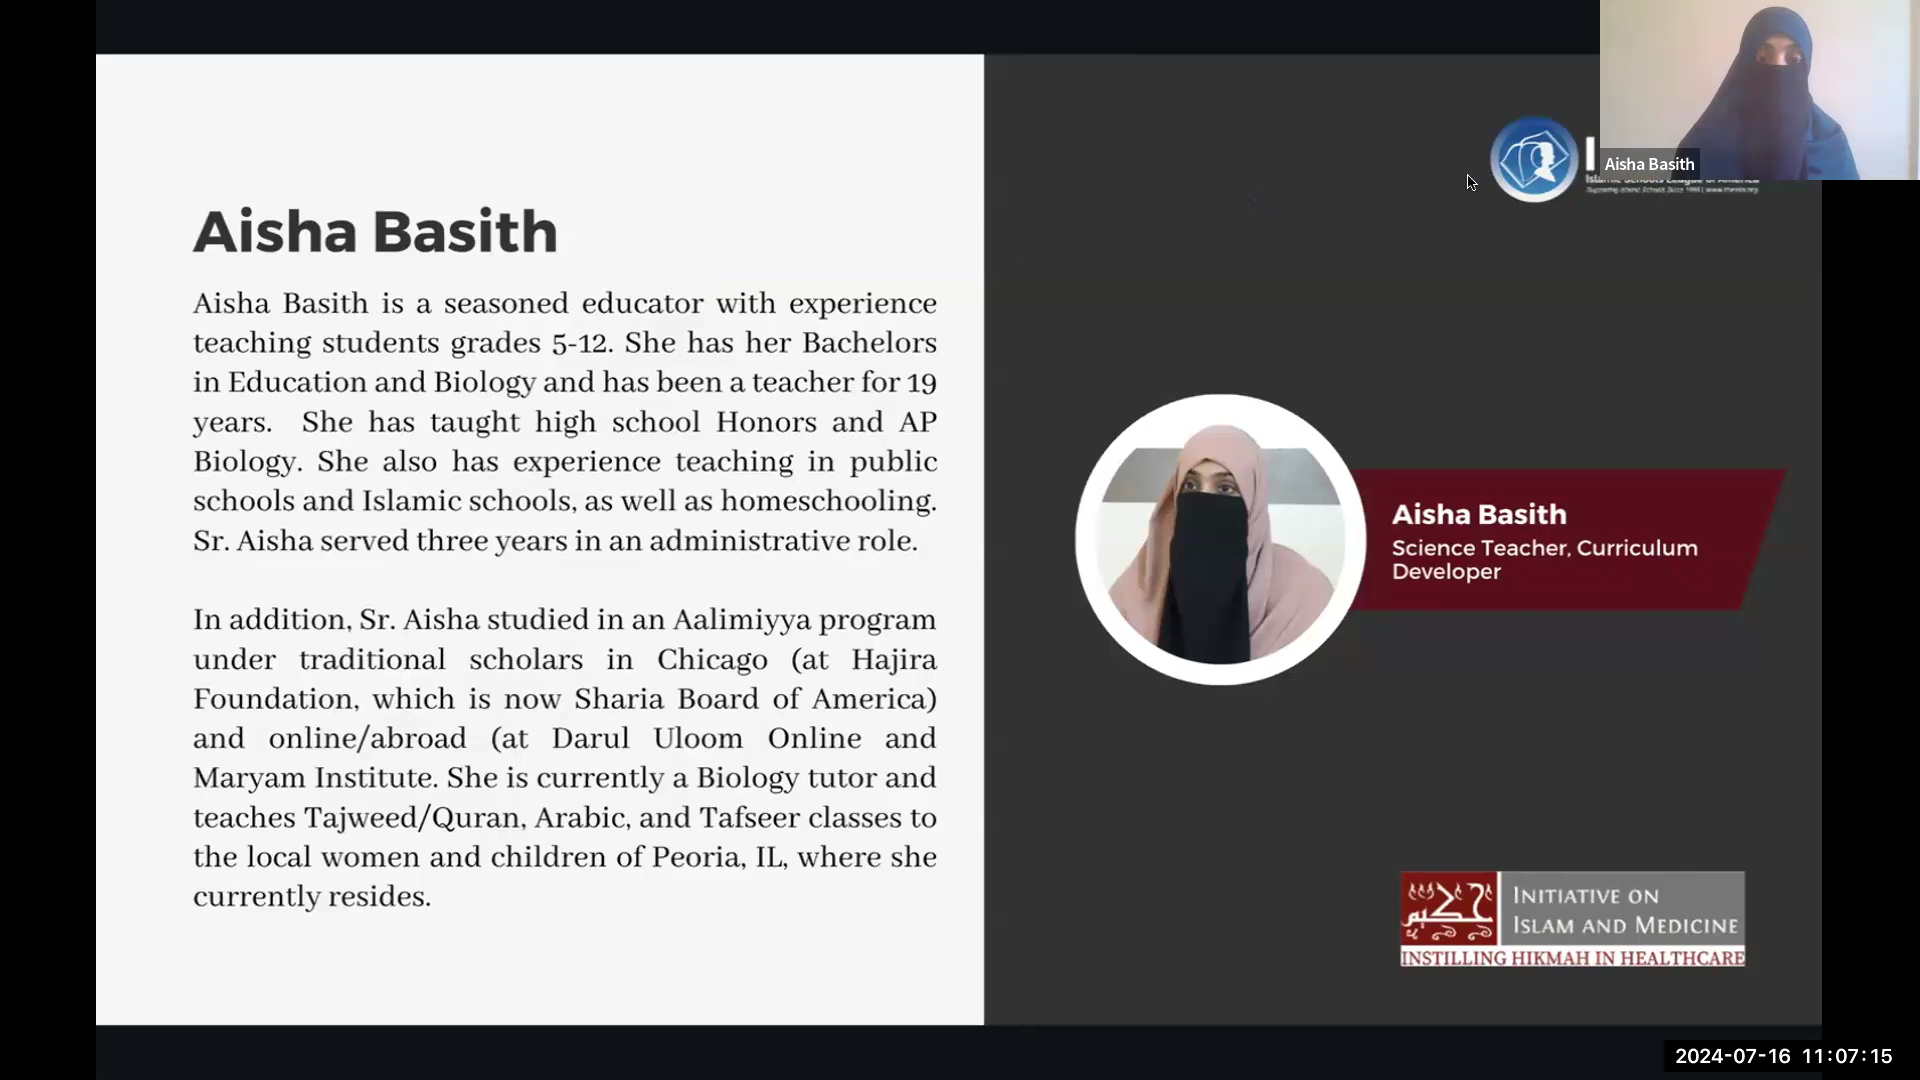 Aisha Basith
Aisha Basith is a seasoned educator with experience
teaching students grades 5-12. She has her Bachelors
in Education and Biology and has been a teacher for 19
years. She has taught high school Honors and AP
Biology. She also has experience teaching in public
schools and Islamic schools, as well as homeschooling.
Sr. Aisha served three years in an administrative role.
In addition, Sr. Aisha studied in an Aalimiyya program
under traditional scholars in Chicago (at Hajira
Foundation, which is now Sharia Board of America)
and online/abroad (at Darul Uloom Online and
Maryam Institute. She is currently a Biology tutor and
teaches Tajweed/Quran, Arabic, and Tafseer classes to
the local women and children of Peoria, IL, where she
currently resides.
Aisha Basith
Islamic Schools League of America
Aisha Basith
Science Teacher, Curriculum
Developer
حكيم
INITIATIVE ON
ISLAM AND MEDICINE
INSTILLING HIKMAH IN HEALTHCARE
2024-07-16 11:07:15